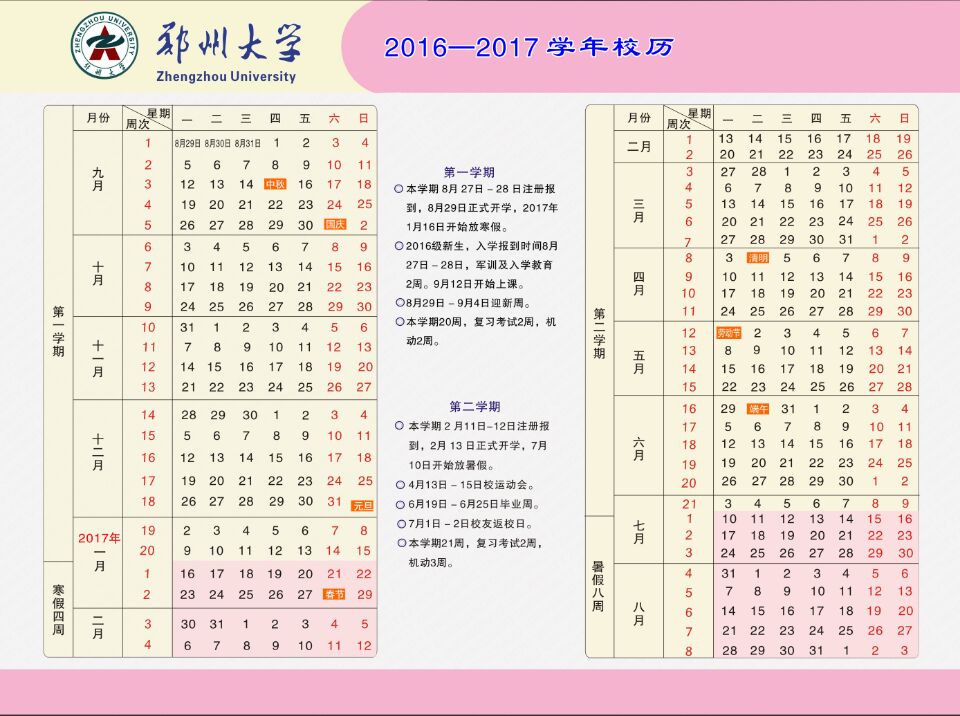 郑州大学
Zhengzhou University
ZHENGZHOU UNIVERSITY
郑州大学
2016—2017 学年校历
月份 星期 周次 一 二 三 四 五 六 日
第一学期
九月
1 8月29日 8月30日 8月31日 1 2 3 4
2 5 6 7 8 9 10 11
3 12 13 14 中秋 16 17 18
4 19 20 21 22 23 24 25
5 26 27 28 29 30 国庆 2
十月
6 3 4 5 6 7 8 9
7 10 11 12 13 14 15 16
8 17 18 19 20 21 22 23
9 24 25 26 27 28 29 30
十一月
10 31 1 2 3 4 5 6
11 7 8 9 10 11 12 13
12 14 15 16 17 18 19 20
13 21 22 23 24 25 26 27
十二月
14 28 29 30 1 2 3 4
15 5 6 7 8 9 10 11
16 12 13 14 15 16 17 18
17 19 20 21 22 23 24 25
18 26 27 28 29 30 31 元旦
2017年
一月
19 2 3 4 5 6 7 8
20 9 10 11 12 13 14 15
寒假四周
1 16 17 18 19 20 21 22
2 23 24 25 26 27 春节 29
二月
3 30 31 1 2 3 4 5
4 6 7 8 9 10 11 12
第一学期
本学期 8月 27日－28 日注册报
到，8月29日正式开学，2017年
1月16日开始放寒假。
2016级新生，入学报到时间8月
27日－28日，军训及入学教育
2周。9月12日开始上课。
8月29日－9月4日迎新周。
本学期20周，复习考试2周，机
动2周。
第二学期
本学期 2 月11日-12日注册报
到，2月 13 日正式开学，7月
10日开始放暑假。
4月13日－15日校运动会。
6月19日－6月25日毕业周。
7月1日－2日校友返校日。
本学期21周，复习考试2周，
机动3周。
月份 星期 周次 一 二 三 四 五 六 日
第二学期
二月
1 13 14 15 16 17 18 19
2 20 21 22 23 24 25 26
三月
3 27 28 1 2 3 4 5
4 6 7 8 9 10 11 12
5 13 14 15 16 17 18 19
6 20 21 22 23 24 25 26
7 27 28 29 30 31 1 2
四月
8 3 清明 5 6 7 8 9
9 10 11 12 13 14 15 16
10 17 18 19 20 21 22 23
11 24 25 26 27 28 29 30
五月
12 劳动节 2 3 4 5 6 7
13 8 9 10 11 12 13 14
14 15 16 17 18 19 20 21
15 22 23 24 25 26 27 28
六月
16 29 端午 31 1 2 3 4
17 5 6 7 8 9 10 11
18 12 13 14 15 16 17 18
19 19 20 21 22 23 24 25
20 26 27 28 29 30 1 2
七月
21 3 4 5 6 7 8 9
暑假八周
1 10 11 12 13 14 15 16
2 17 18 19 20 21 22 23
3 24 25 26 27 28 29 30
八月
4 31 1 2 3 4 5 6
5 7 8 9 10 11 12 13
6 14 15 16 17 18 19 20
7 21 22 23 24 25 26 27
8 28 29 30 31 1 2 3